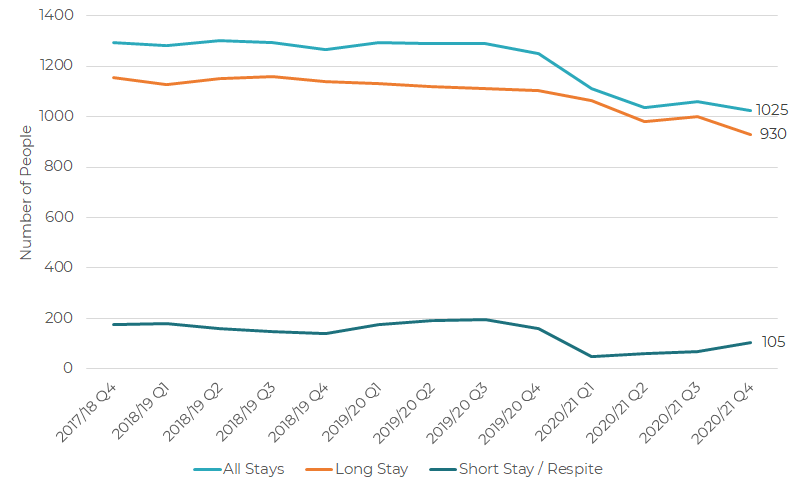 1400
1200
1000
800
600
400
200
0
Number of People
1025
930
105
2017/18 Q4
2018/19 Q1
2018/19 Q2
2018/19 Q3
2018/19 Q4
2019/20 Q1
2019/20 Q2
2019/20 Q3
2019/20 Q4
2020/21 Q1
2020/21 Q2
2020/21 Q3
2020/21 Q4
All Stays Long Stay Short Stay / Respite